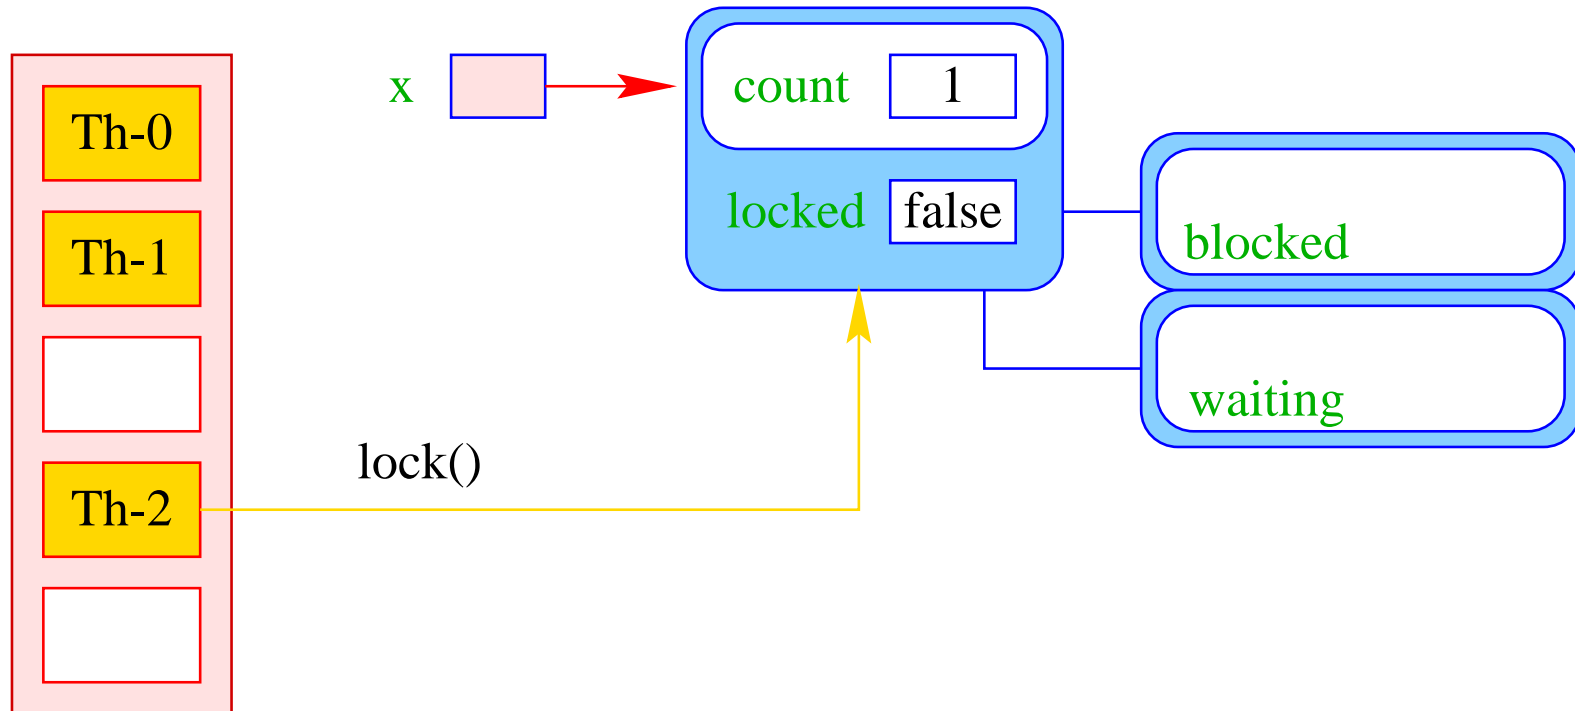 x
count 1
Th-0
locked false
Th-1
blocked
waiting
lock()
Th-2